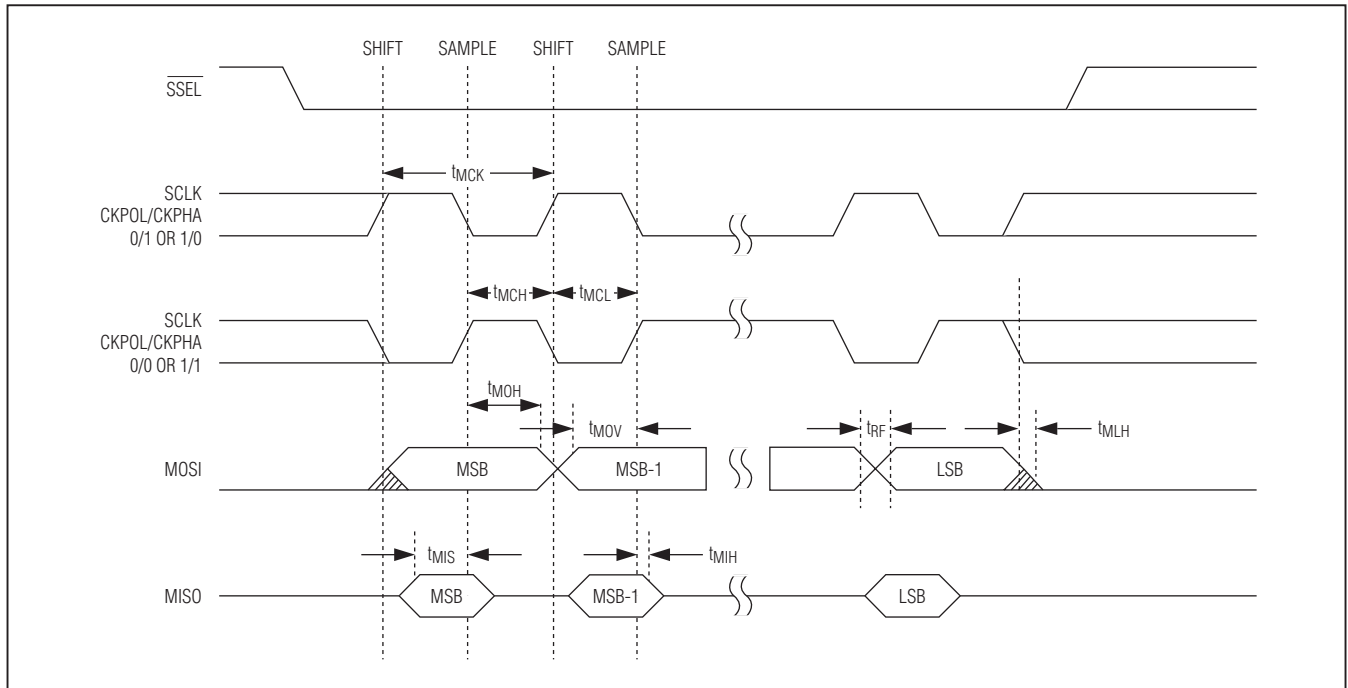 SHIFT SAMPLE SHIFT SAMPLE
SSEL
tMCK
SCLK
CKPOL/CKPHA
0/1 OR 1/0
tMCH tMCL
SCLK
CKPOL/CKPHA
0/0 OR 1/1
tMOH
tMOV tRF tMLH
MOSI MSB MSB-1 LSB
tMIS tMIH
MISO MSB MSB-1 LSB